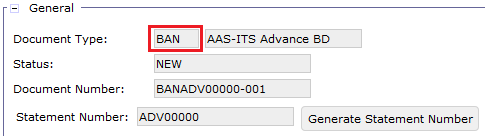 General
Document Type: BAN AAS-ITS Advance BD
Status: NEW
Document Number: BANADV00000-001
Statement Number: ADV00000 Generate Statement Number